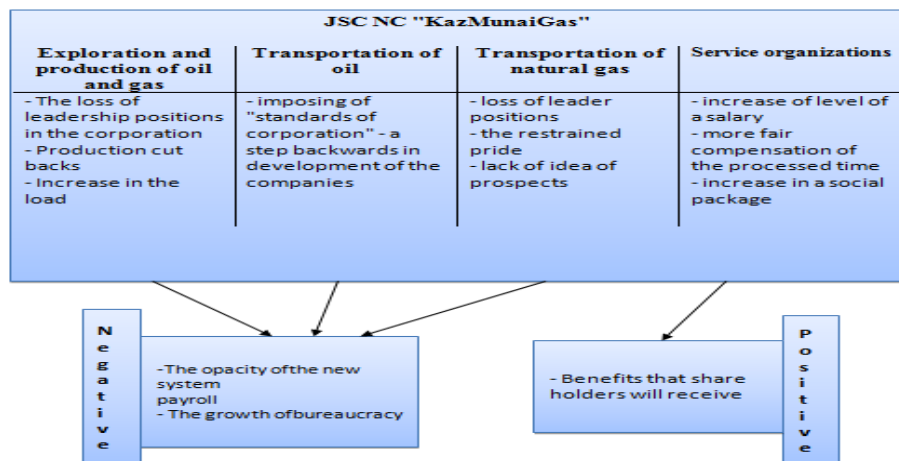 JSC NC "KazMunaiGas"
Exploration and
production of oil
and gas
- The loss of
leadership positions
in the corporation
- Production cut
backs
- Increase in the
load
Transportation of
oil
- imposing of
"standards of
corporation" - a
step backwards in
development of the
companies
Transportation of
natural gas
- loss of leader
positions
- the restrained
pride
- lack of idea of
prospects
Service organizations
- increase of level of
a salary
- more fair
compensation of
the processed time
- increase in a social
package
Negative
-The opacity ofthe new
system
payroll
- The growth ofbureaucracy
- Benefits that share
holders will receive
Positive